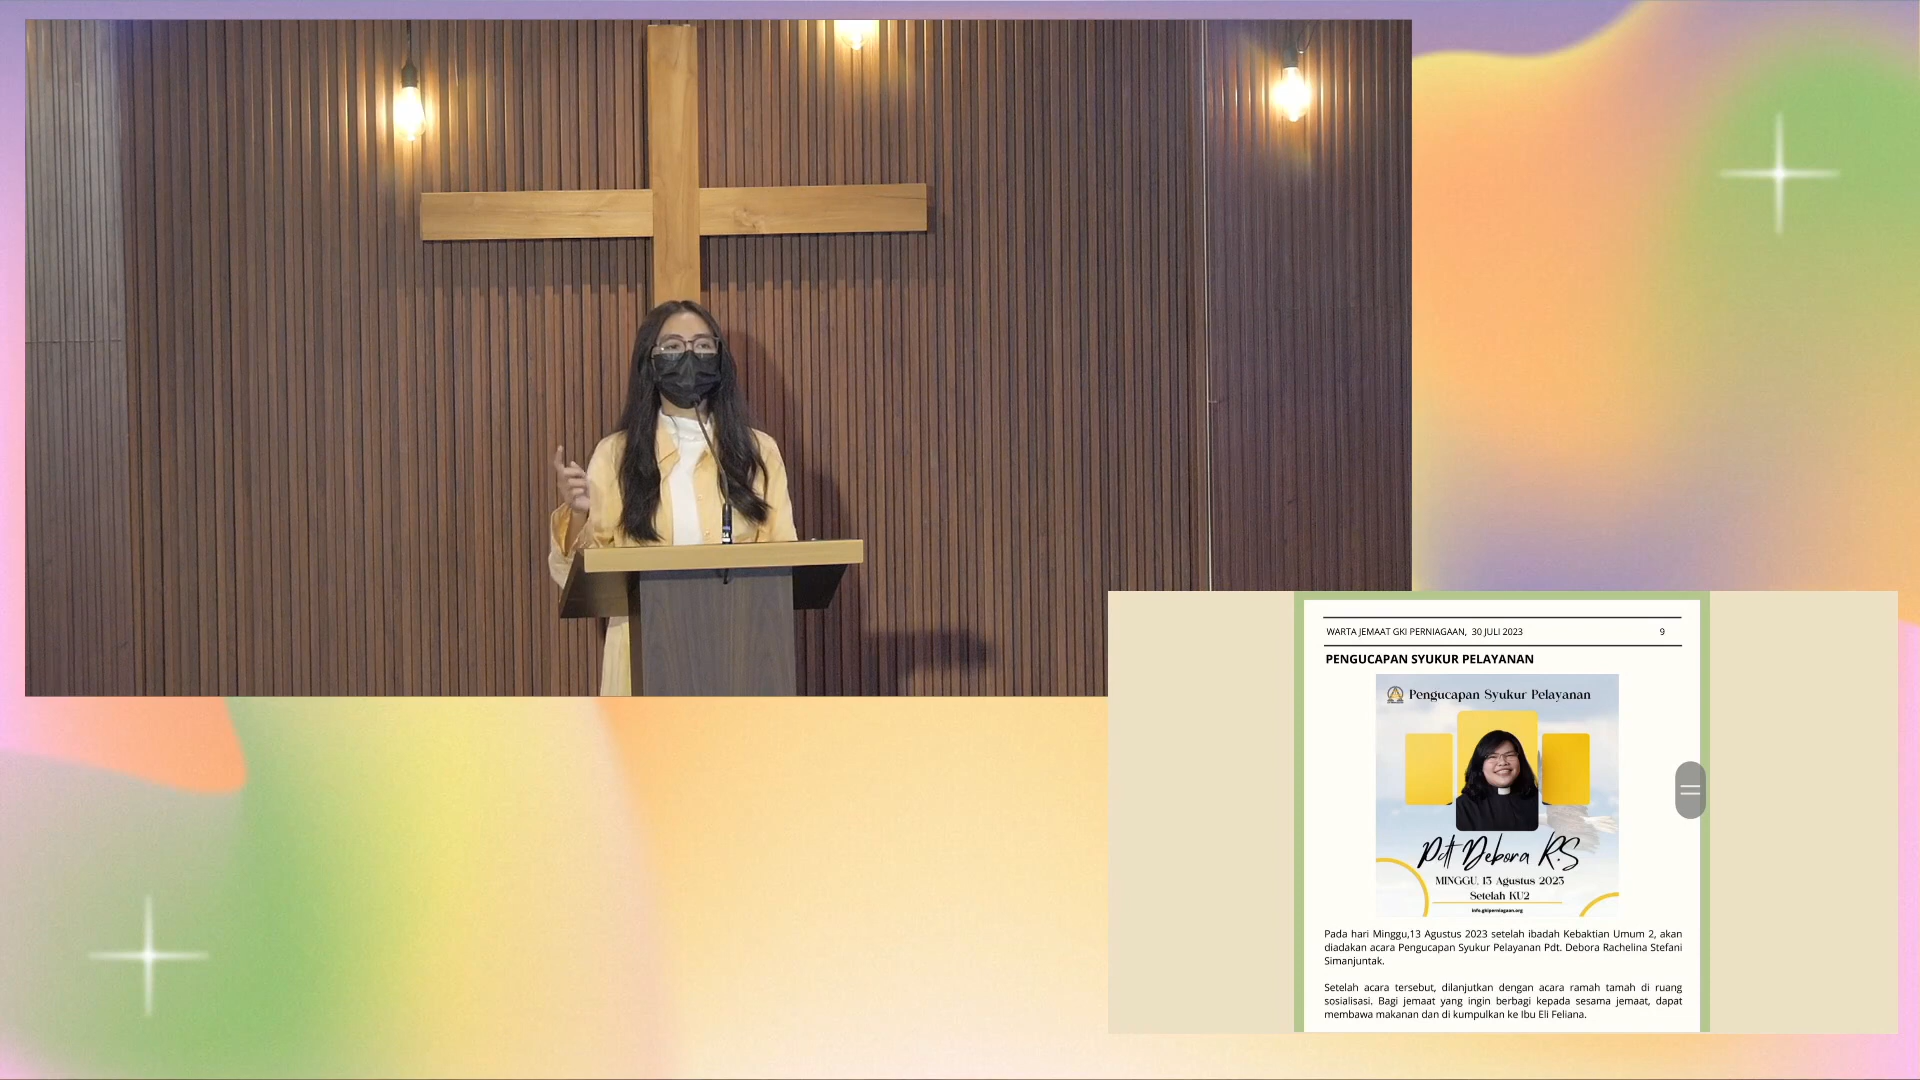 WARTA JEMAAT GKI PERNIAGAAN, 30 JULI 2023 9
PENGUCAPAN SYUKUR PELAYANAN
Pengucapan Syukur Pelayanan
Pdt Debora R.S
MINGGU, 13 Agustus 2023
Setelah KU2
info.gkiperniagaan.org
Pada hari Minggu,13 Agustus 2023 setelah ibadah Kebaktian Umum 2, akan
diadakan acara Pengucapan Syukur Pelayanan Pdt. Debora Rachelina Stefani
Simanjuntak.
Setelah acara tersebut, dilanjutkan dengan acara ramah tamah di ruang
sosialisasi. Bagi jemaat yang ingin berbagi kepada sesama jemaat, dapat
membawa makanan dan di kumpulkan ke Ibu Eli Feliana.